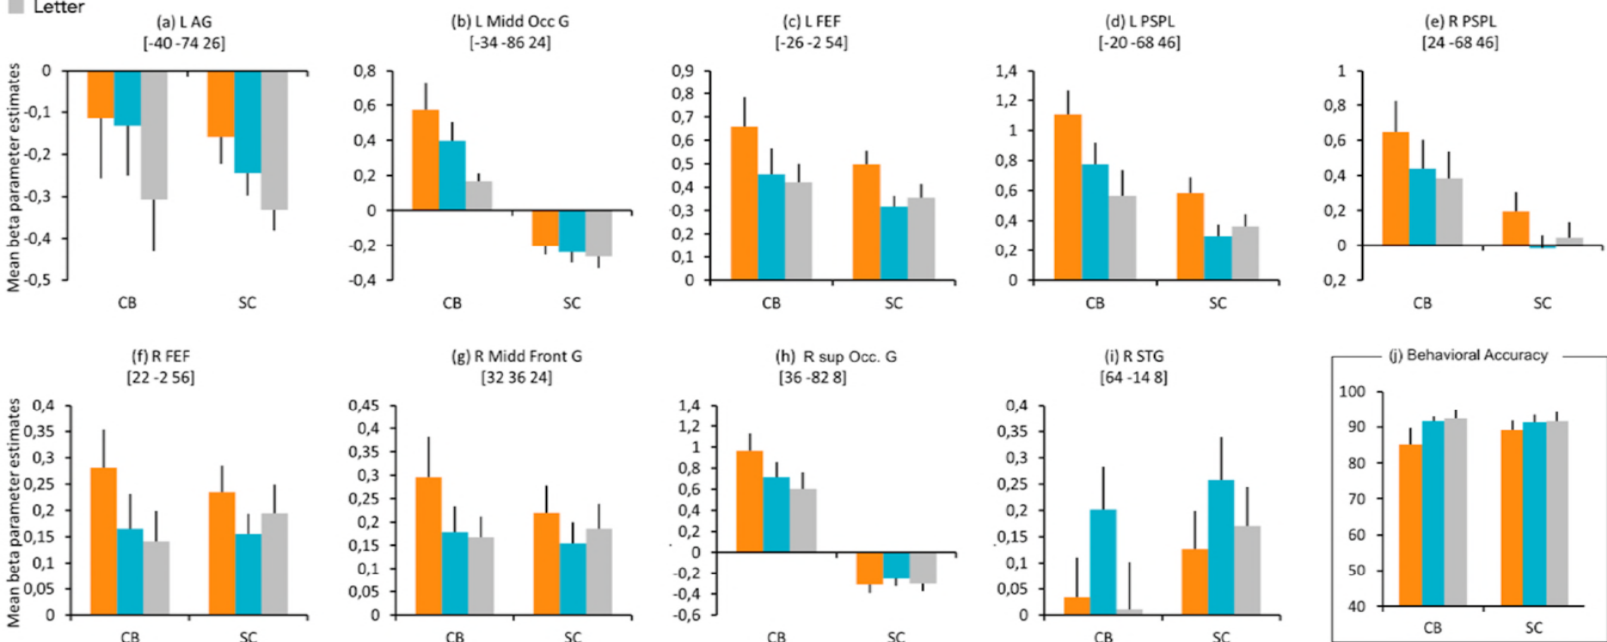 Letter
(a) L AG
[-40 -74 26]
(b) L Midd Occ G
[-34 -86 24]
(c) L FEF
[-26 -2 54]
(d) L PSPL
[-20 -68 46]
(e) R PSPL
[24 -68 46]
Mean beta parameter estimates
0
-0,1
-0,2
-0,3
-0,4
-0,5
CB SC
0,8
0,6
0,4
0,2
0
-0,2
-0,4
CB SC
0,9
0,8
0,7
0,6
0,5
0,4
0,3
0,2
0,1
0
CB SC
1,4
1,2
1
0,8
0,6
0,4
0,2
0
CB SC
1
0,8
0,6
0,4
0,2
0
0,2
CB SC
(f) R FEF
[22 -2 56]
(g) R Midd Front G
[32 36 24]
(h) R sup Occ. G
[36 -82 8]
(i) R STG
[64 -14 8]
(j) Behavioral Accuracy
Mean beta parameter estimates
0,4
0,35
0,3
0,25
0,2
0,15
0,1
0,05
0
CB SC
0,45
0,4
0,35
0,3
0,25
0,2
0,15
0,1
0,05
0
CB SC
1,4
1,2
1
0,8
0,6
0,4
0,2
0
-0,2
-0,4
-0,6
CB SC
0,4
0,35
0,3
0,25
0,2
0,15
0,1
0,05
0
CB SC
100
90
80
70
60
50
40
CB SC